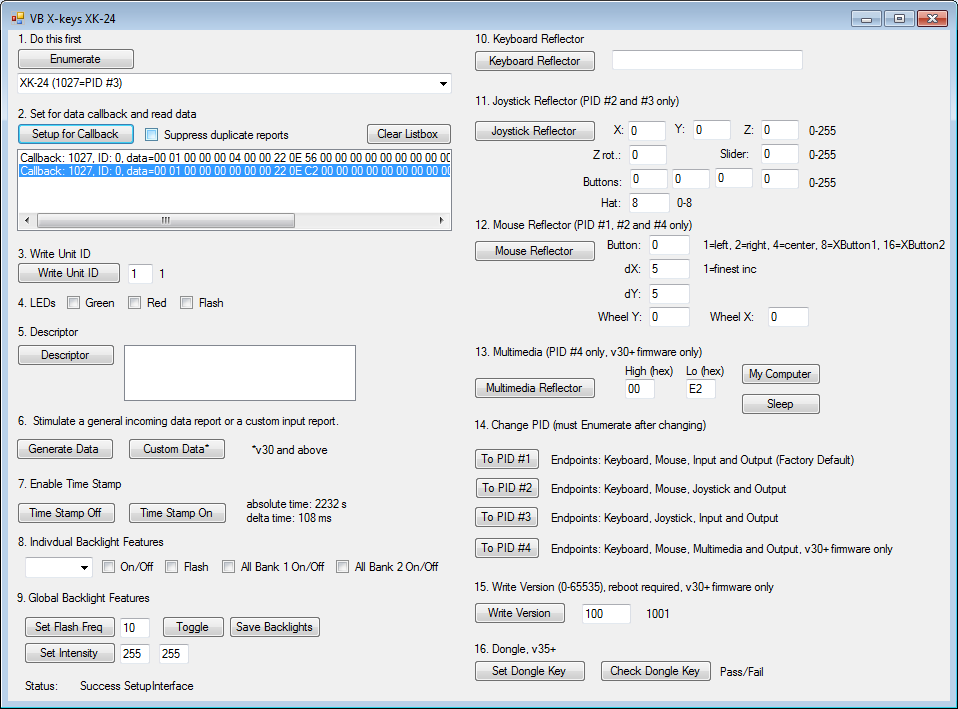 VB X-keys XK-24
1. Do this first
Enumerate
XK-24 (1027=PID #3)
2. Set for data callback and read data
Setup for Callback
Suppress duplicate reports
Clear Listbox
Callback: 1027, ID: 0, data=00 01 00 00 00 04 00 00 22 0E 56 00 00 00 00 00 00 00 00 00
Callback: 1027, ID: 0, data=00 01 00 00 00 00 00 00 22 0E C2 00 00 00 00 00 00 00 00 00
3. Write Unit ID
Write Unit ID 1 1
4. LEDs Green Red Flash
5. Descriptor
Descriptor
6. Stimulate a general incoming data report or a custom input report.
Generate Data Custom Data* *v30 and above
7. Enable Time Stamp
Time Stamp Off Time Stamp On
absolute time: 2232 s
delta time: 108 ms
8. Indivdual Backlight Features
On/Off Flash All Bank 1 On/Off All Bank 2 On/Off
9. Global Backlight Features
Set Flash Freq 10 Toggle Save Backlights
Set Intensity 255 255
Status: Success SetupInterface
10. Keyboard Reflector
Keyboard Reflector
11. Joystick Reflector (PID #2 and #3 only)
Joystick Reflector X: 0 Y: 0 Z: 0 0-255
Z rot.: 0 Slider: 0 0-255
Buttons: 0 0 0 0 0-255
Hat: 8 0-8
12. Mouse Reflector (PID #1, #2 and #4 only)
Mouse Reflector Button: 0 1=left, 2=right, 4=center, 8=XButton1, 16=XButton2
dX: 5 1=finest inc
dY: 5
Wheel Y: 0 Wheel X: 0
13. Multimedia (PID #4 only, v30+ firmware only)
High (hex) Lo (hex) My Computer
Multimedia Reflector 00 E2
Sleep
14. Change PID (must Enumerate after changing)
To PID #1 Endpoints: Keyboard, Mouse, Input and Output (Factory Default)
To PID #2 Endpoints: Keyboard, Mouse, Joystick and Output
To PID #3 Endpoints: Keyboard, Joystick, Input and Output
To PID #4 Endpoints: Keyboard, Mouse, Multimedia and Output, v30+ firmware only
15. Write Version (0-65535), reboot required, v30+ firmware only
Write Version 100 1001
16. Dongle, v35+
Set Dongle Key Check Dongle Key Pass/Fail